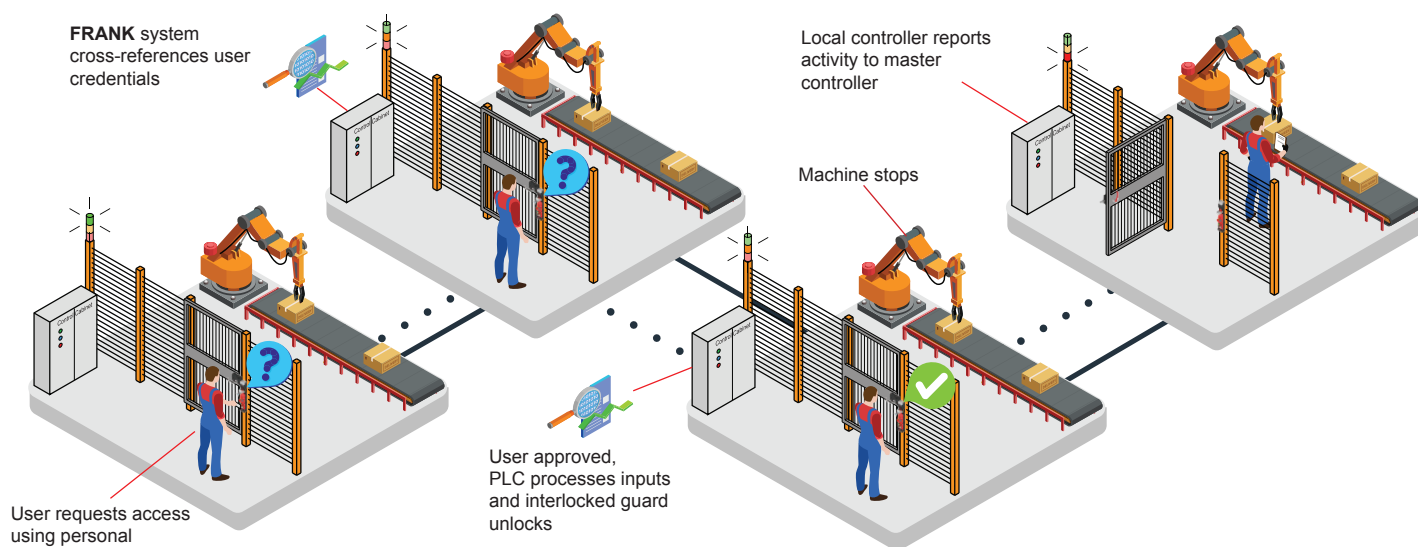 FRANK system
cross-references user
credentials
Control Cabinet
Local controller reports
activity to master
controller
Control Cabinet
Machine stops
Control Cabinet
Control Cabinet
User approved,
PLC processes inputs
and interlocked guard
unlocks
User requests access
using personal